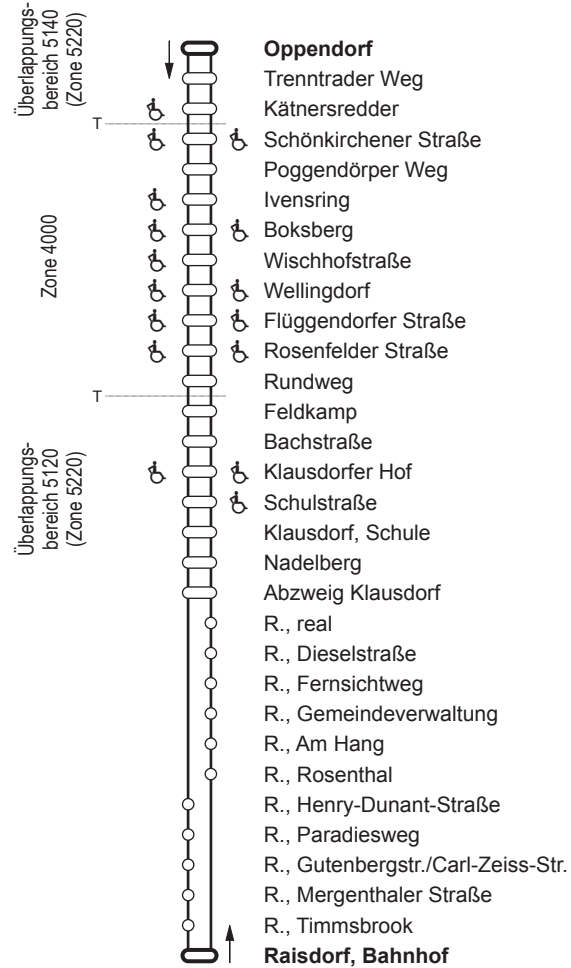 Überlappungs-
bereich 5140
(Zone 5220)
Oppendorf
Trenntrader Weg
Kätnersredder
T
Schönkirchener Straße
Poggendörper Weg
Ivensring
Zone 4000
Boksberg
Wischhofstraße
Wellingdorf
Flüggendorfer Straße
Rosenfelder Straße
Rundweg
T
Feldkamp
Überlappungs-
bereich 5120
(Zone 5220)
Bachstraße
Klausdorfer Hof
Schulstraße
Klausdorf, Schule
Nadelberg
Abzweig Klausdorf
R., real
R., Dieselstraße
R., Fernsichtweg
R., Gemeindeverwaltung
R., Am Hang
R., Rosenthal
R., Henry-Dunant-Straße
R., Paradiesweg
R., Gutenbergstr./Carl-Zeiss-Str.
R., Mergenthaler Straße
R., Timmsbrook
Raisdorf, Bahnhof